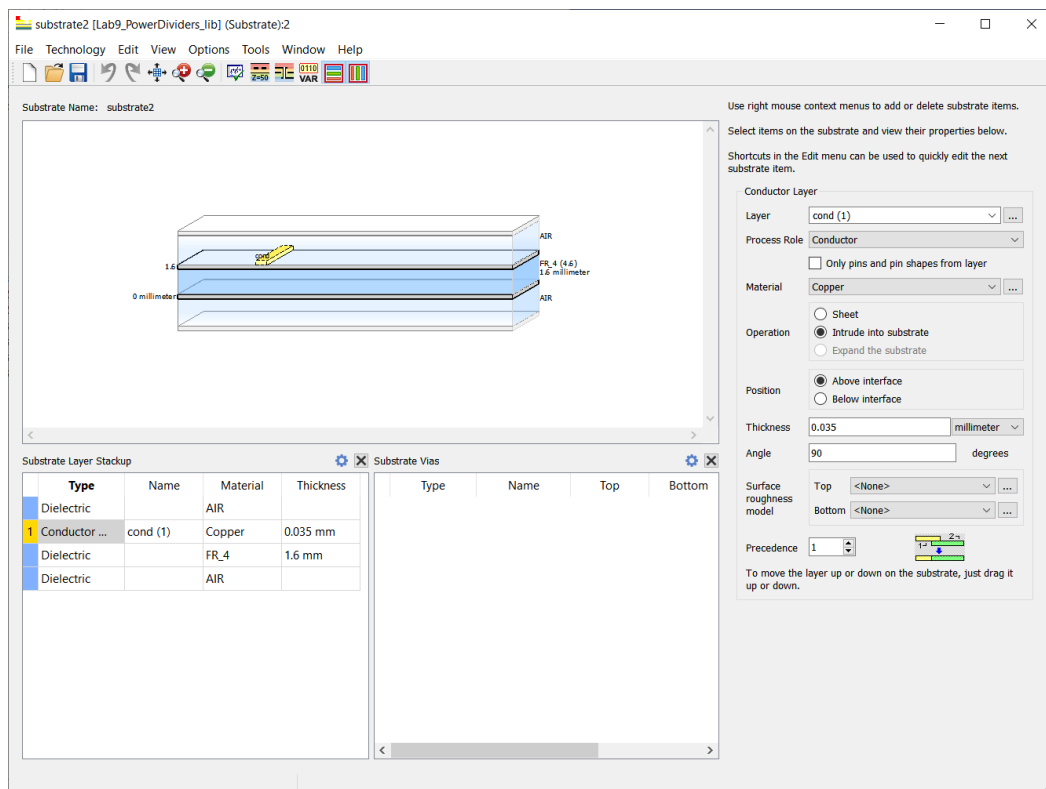 substrate2 [Lab9_PowerDividers_lib] (Substrate):2
File Technology Edit View Options Tools Window Help
Z=50
0110
VAR
Substrate Name: substrate2
Use right mouse context menus to add or delete substrate items.
Select items on the substrate and view their properties below.
Shortcuts in the Edit menu can be used to quickly edit the next
substrate item.
AIR
cond
1.6
FR_4 (4.6)
1.6 millimeter
0 millimeter
AIR
Conductor Layer
Layer cond (1) ...
Process Role Conductor
Only pins and pin shapes from layer
Material Copper ...
Operation
Sheet
Intrude into substrate
Expand the substrate
Position
Above interface
Below interface
Thickness 0.035 millimeter
Angle 90 degrees
Surface
roughness
model
Top <None> ...
Bottom <None> ...
Precedence 1
1 2
To move the layer up or down on the substrate, just drag it
up or down.
Substrate Layer Stackup
Type Name Material Thickness
Dielectric AIR
1 Conductor ... cond (1) Copper 0.035 mm
Dielectric FR_4 1.6 mm
Dielectric AIR
Substrate Vias
Type Name Top Bottom